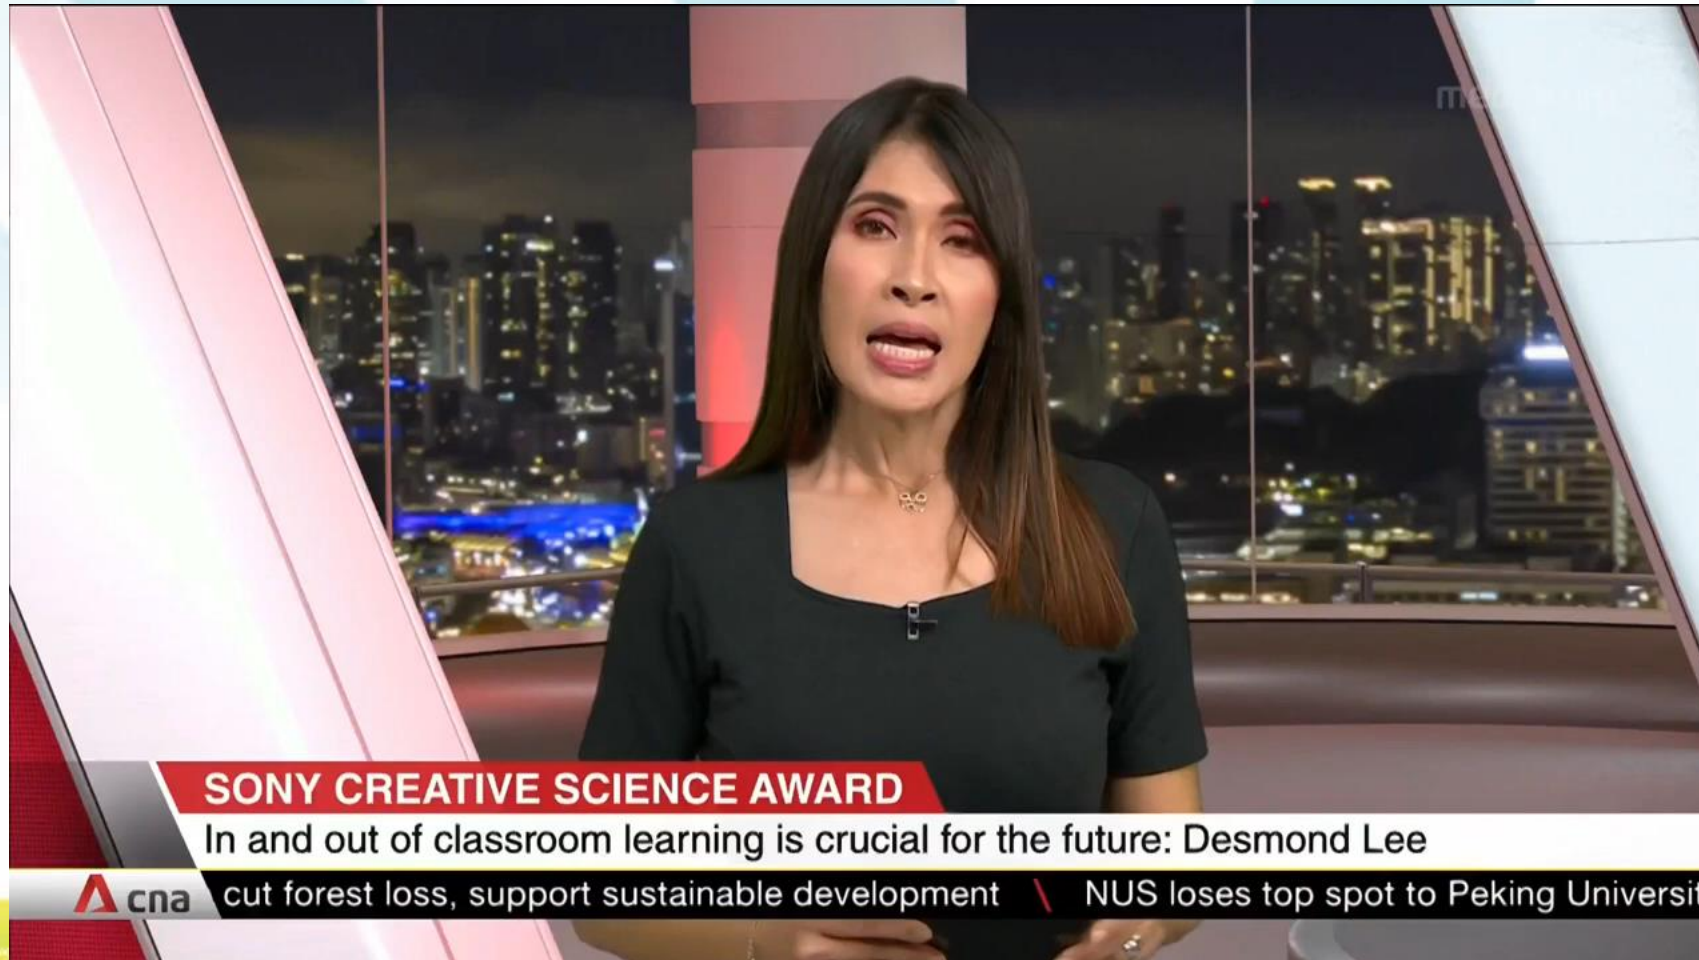 SONY CREATIVE SCIENCE AWARD
In and out of classroom learning is crucial for the future: Desmond Lee
cna
cut forest loss, support sustainable development \ NUS loses top spot to Peking